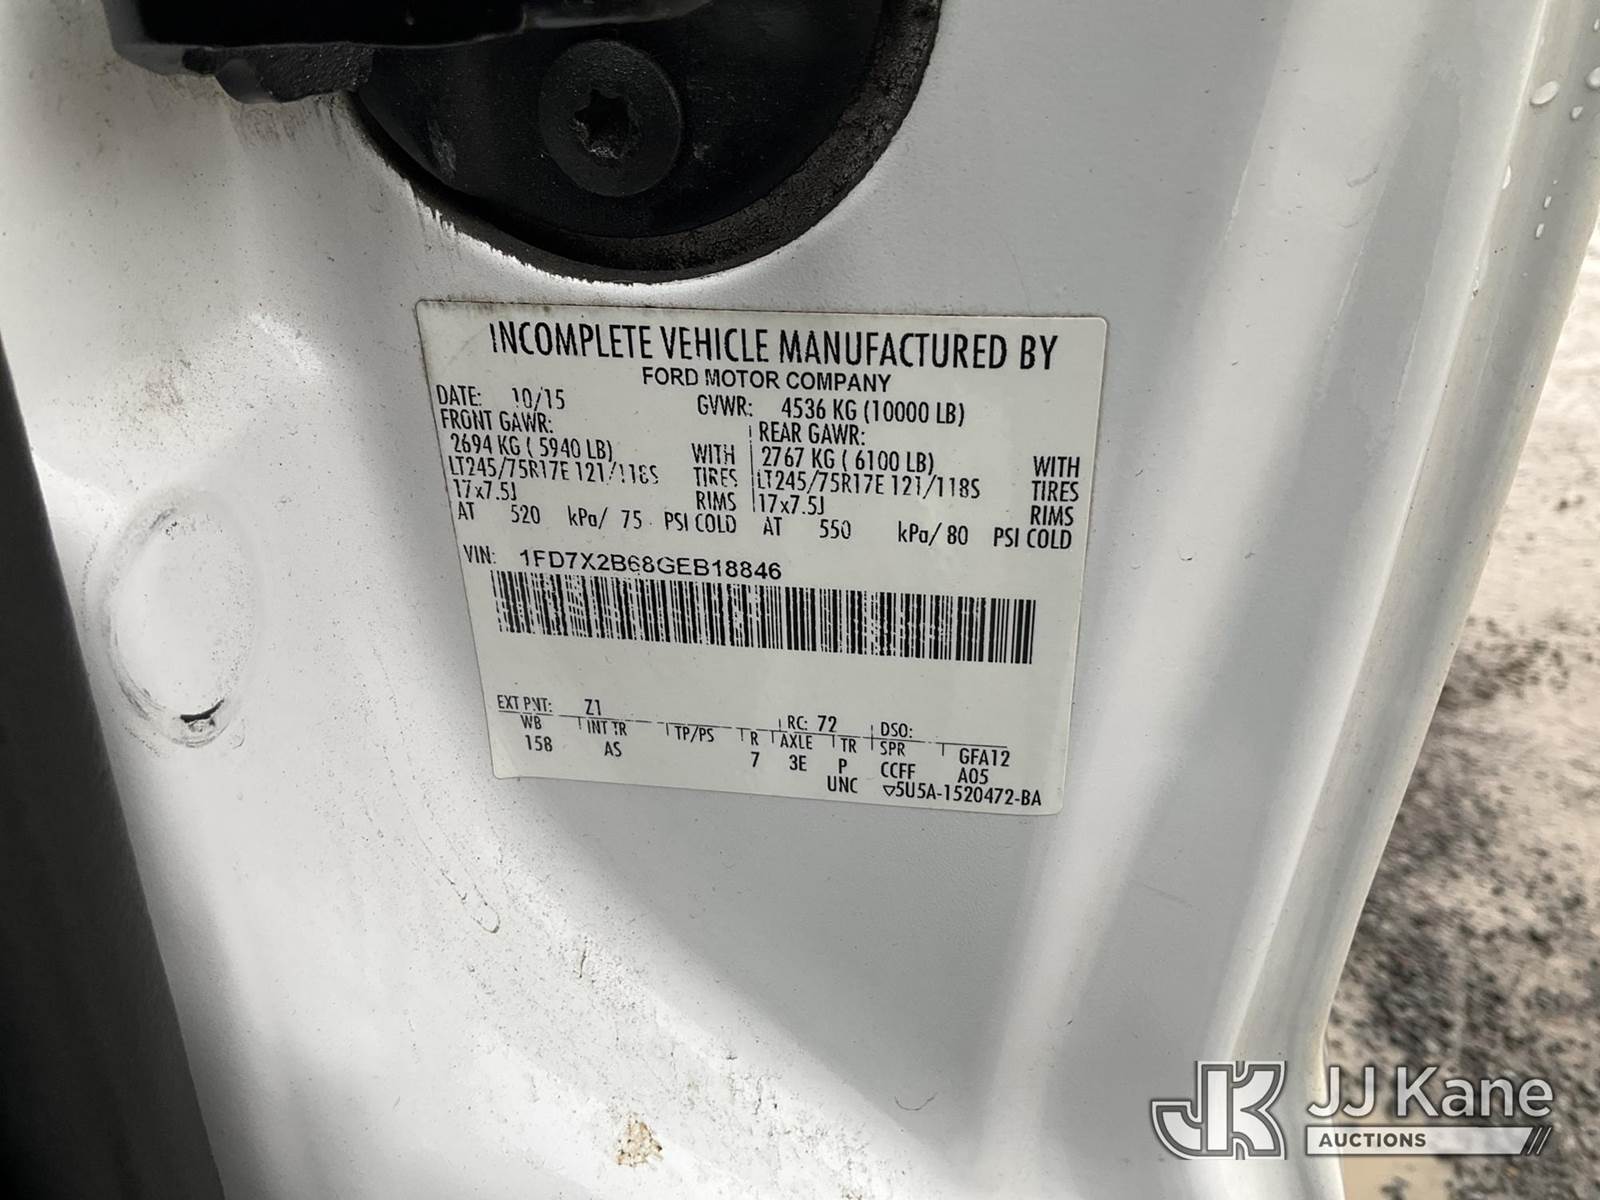 INCOMPLETE VEHICLE MANUFACTURED BY
FORD MOTOR COMPANY
DATE: 10/15 GVWR: 4536 KG (10000 LB)
FRONT GAWR: REAR GAWR:
2694 KG ( 5940 LB) WITH 2767 KG ( 6100 LB) WITH
LT245/75R17E 121/118S TIRES LT245/75R17E 121/118S TIRES
17x7.5J RIMS 17x7.5J RIMS
AT 520 kPa/ 75 PSI COLD AT 550 kPa/ 80 PSI COLD
VIN: 1FD7X2B68GEB18846
EXT PNT: Z1 RC: 72 DSO:
WB INT TR TP/PS R AXLE TR SPR GFA12
158 AS 7 3E P CCFF A05
UNC ▽5U5A-1520472-BA
JK JJ Kane
AUCTIONS